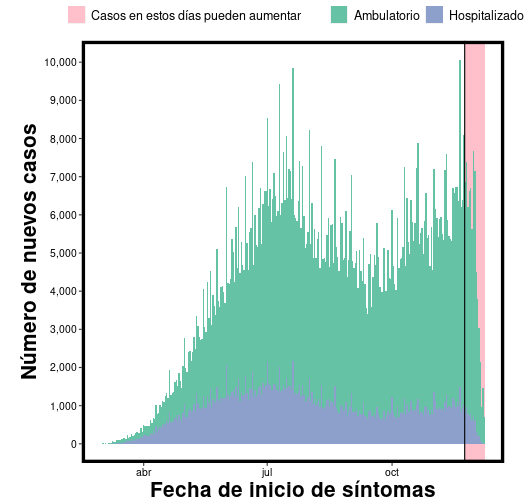 Casos en estos días pueden aumentar Ambulatorio Hospitalizado
Número de nuevos casos
10,000
9,000
8,000
7,000
6,000
5,000
4,000
3,000
2,000
1,000
0
abr jul oct
Fecha de inicio de síntomas